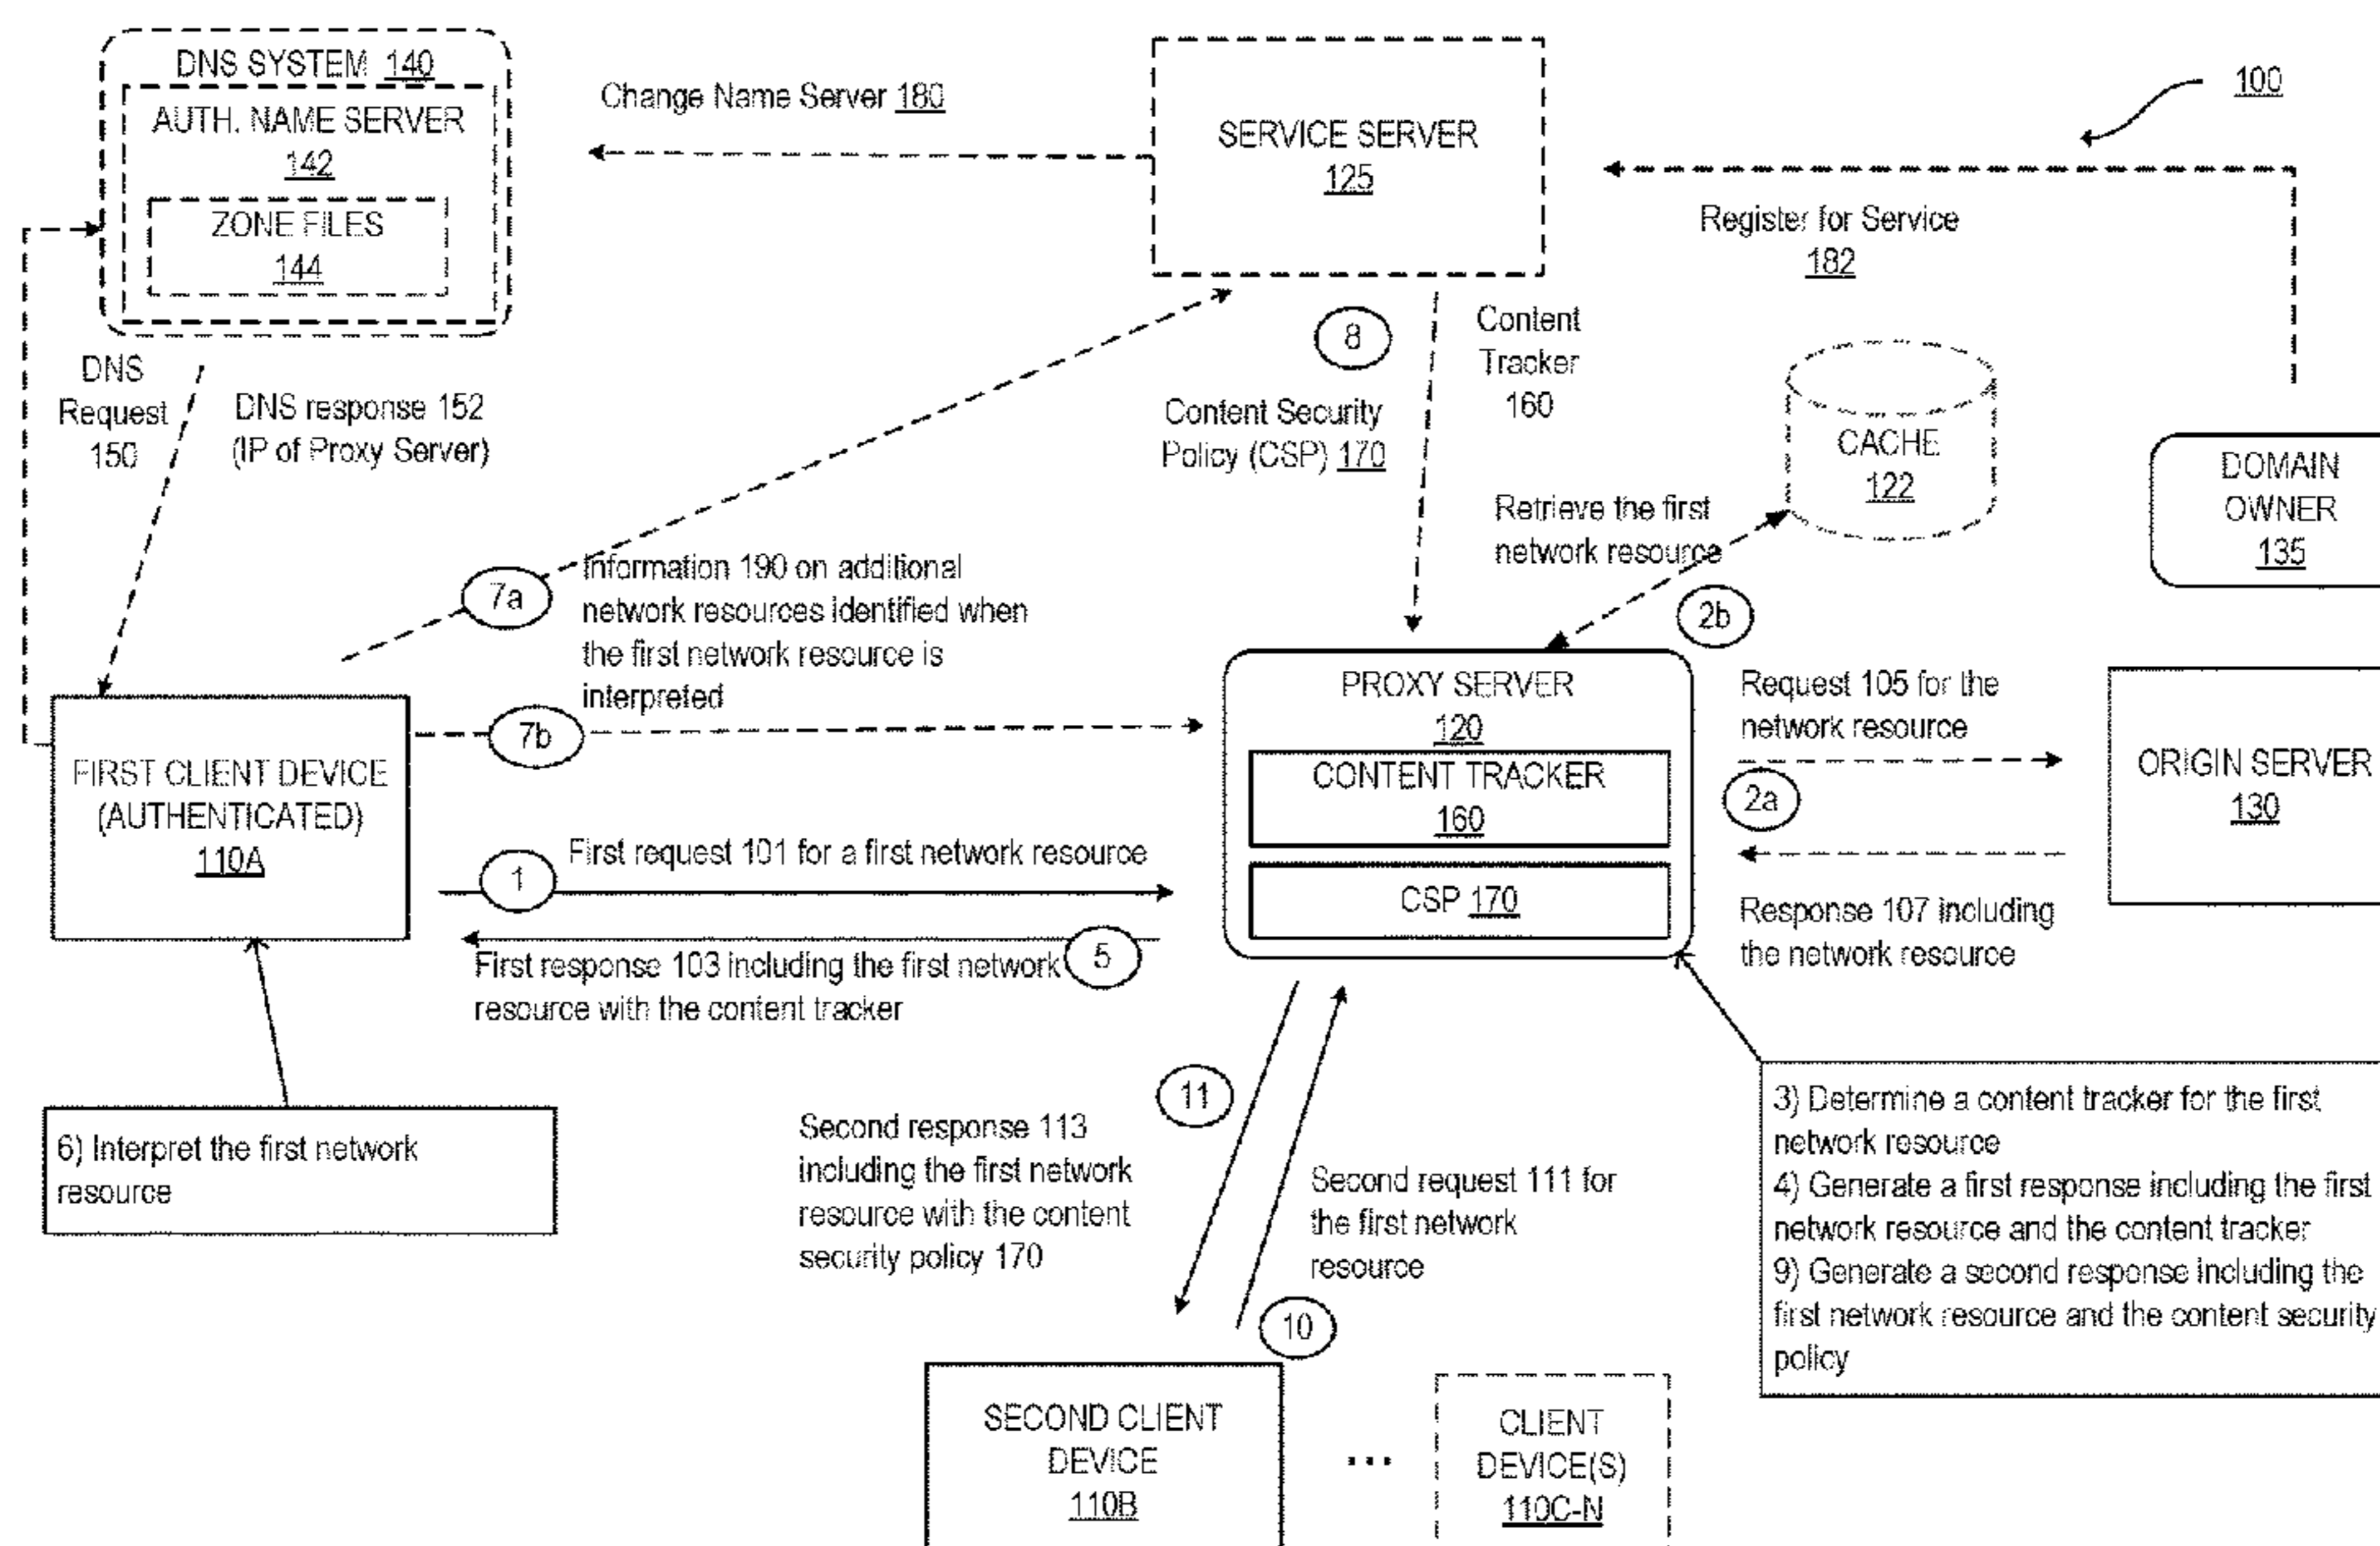 DNS SYSTEM 140
AUTH. NAME SERVER
142
ZONE FILES
144
Change Name Server 180
SERVICE SERVER
125
100
Register for Service
182
DNS
Request
150
DNS response 152
(IP of Proxy Server)
8
Content
Tracker
160
Content Security
Policy (CSP) 170
CACHE
122
DOMAIN
OWNER
135
Retrieve the first
network resource
2b
7a
Information 190 on additional
network resources identified when
the first network resource is
interpreted
7b
FIRST CLIENT DEVICE
(AUTHENTICATED)
110A
PROXY SERVER
120
CONTENT TRACKER
160
CSP 170
Request 105 for the
network resource
2a
ORIGIN SERVER
130
Response 107 including
the network resource
1
First request 101 for a first network resource
5
First response 103 including the first network
resource with the content tracker
6) Interpret the first network
resource
11
Second response 113
including the first network
resource with the content
security policy 170
Second request 111 for
the first network
resource
10
3) Determine a content tracker for the first
network resource
4) Generate a first response including the first
network resource and the content tracker
9) Generate a second response including the
first network resource and the content security
policy
SECOND CLIENT
DEVICE
110B
...
CLIENT
DEVICE(S)
110C-N